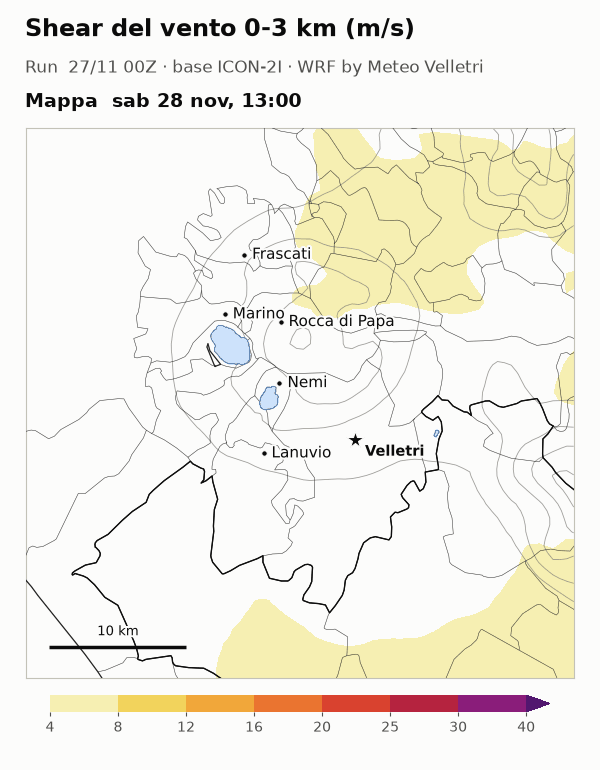 Shear del vento 0-3 km (m/s)
Run  27/11 00Z · base ICON-2I · WRF by Meteo Velletri
Mappa  sab 28 nov, 13:00
Frascati
Marino
Rocca di Papa
Nemi
Velletri
Lanuvio
10 km
4 8 12 16 20 25 30 40